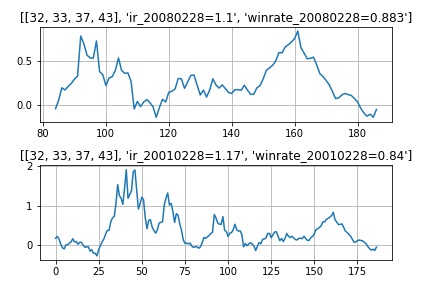 [[32, 33, 37, 43], 'ir_20080228=1.1', 'winrate_20080228=0.883']
0.5
0.0
80 100 120 140 160 180
[[32, 33, 37, 43], 'ir_20010228=1.17', 'winrate_20010228=0.84']
2
1
0
0 25 50 75 100 125 150 175